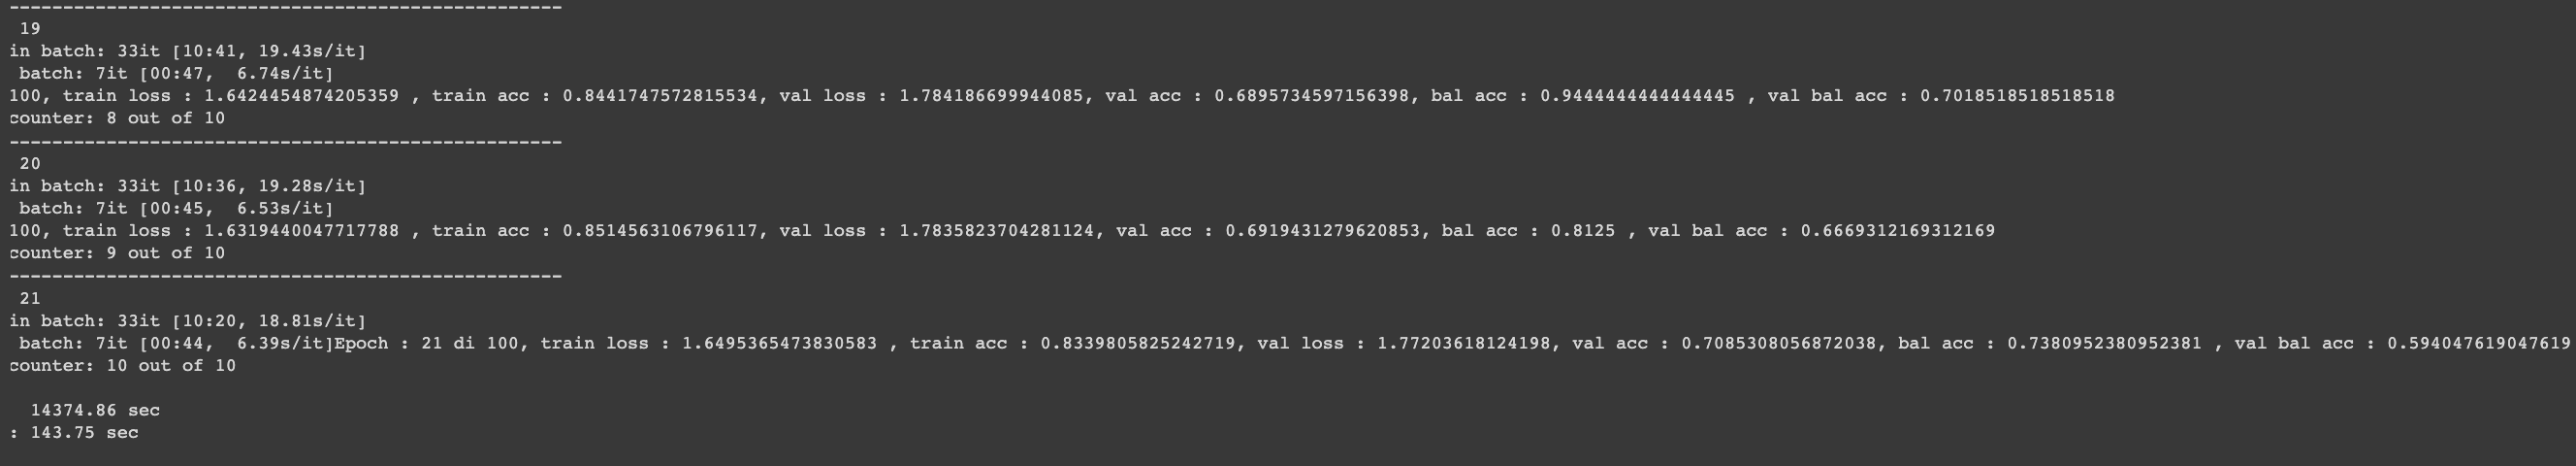 ----------------------------------------------------
19
in batch: 33it [10:41, 19.43s/it]
batch: 7it [00:47,  6.74s/it]
100, train loss : 1.6424454874205359 , train acc : 0.8441747572815534, val loss : 1.784186699944085, val acc : 0.6895734597156398, bal acc : 0.9444444444444445 , val bal acc : 0.7018518518518518
counter: 8 out of 10
----------------------------------------------------
20
in batch: 33it [10:36, 19.28s/it]
batch: 7it [00:45,  6.53s/it]
100, train loss : 1.6319440047717788 , train acc : 0.8514563106796117, val loss : 1.7835823704281124, val acc : 0.6919431279620853, bal acc : 0.8125 , val bal acc : 0.6669312169312169
counter: 9 out of 10
----------------------------------------------------
21
in batch: 33it [10:20, 18.81s/it]
batch: 7it [00:44,  6.39s/it]Epoch : 21 di 100, train loss : 1.6495365473830583 , train acc : 0.8339805825242719, val loss : 1.77203618124198, val acc : 0.7085308056872038, bal acc : 0.7380952380952381 , val bal acc : 0.594047619047619
counter: 10 out of 10
14374.86 sec
: 143.75 sec